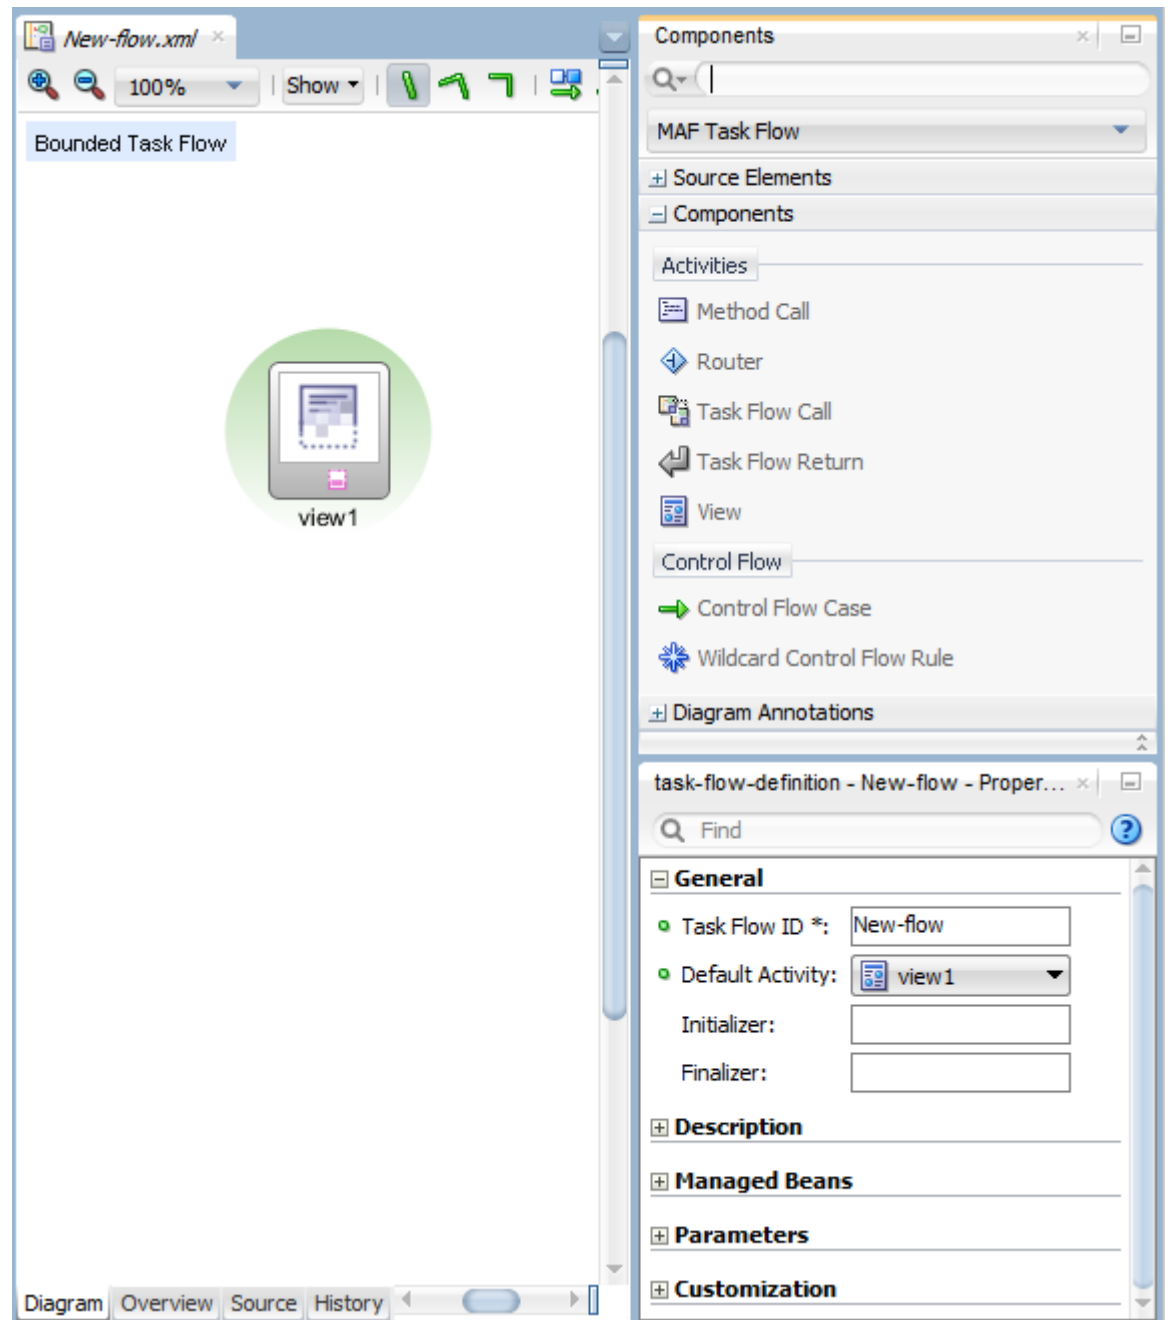 New-flow.xml
100%
Show
Bounded Task Flow
view1
Diagram
Overview
Source
History
Components
MAF Task Flow
Source Elements
Components
Activities
Method Call
Router
Task Flow Call
Task Flow Return
View
Control Flow
Control Flow Case
Wildcard Control Flow Rule
Diagram Annotations
task-flow-definition - New-flow - Proper...
Find
General
Task Flow ID *: New-flow
Default Activity: view1
Initializer:
Finalizer:
Description
Managed Beans
Parameters
Customization